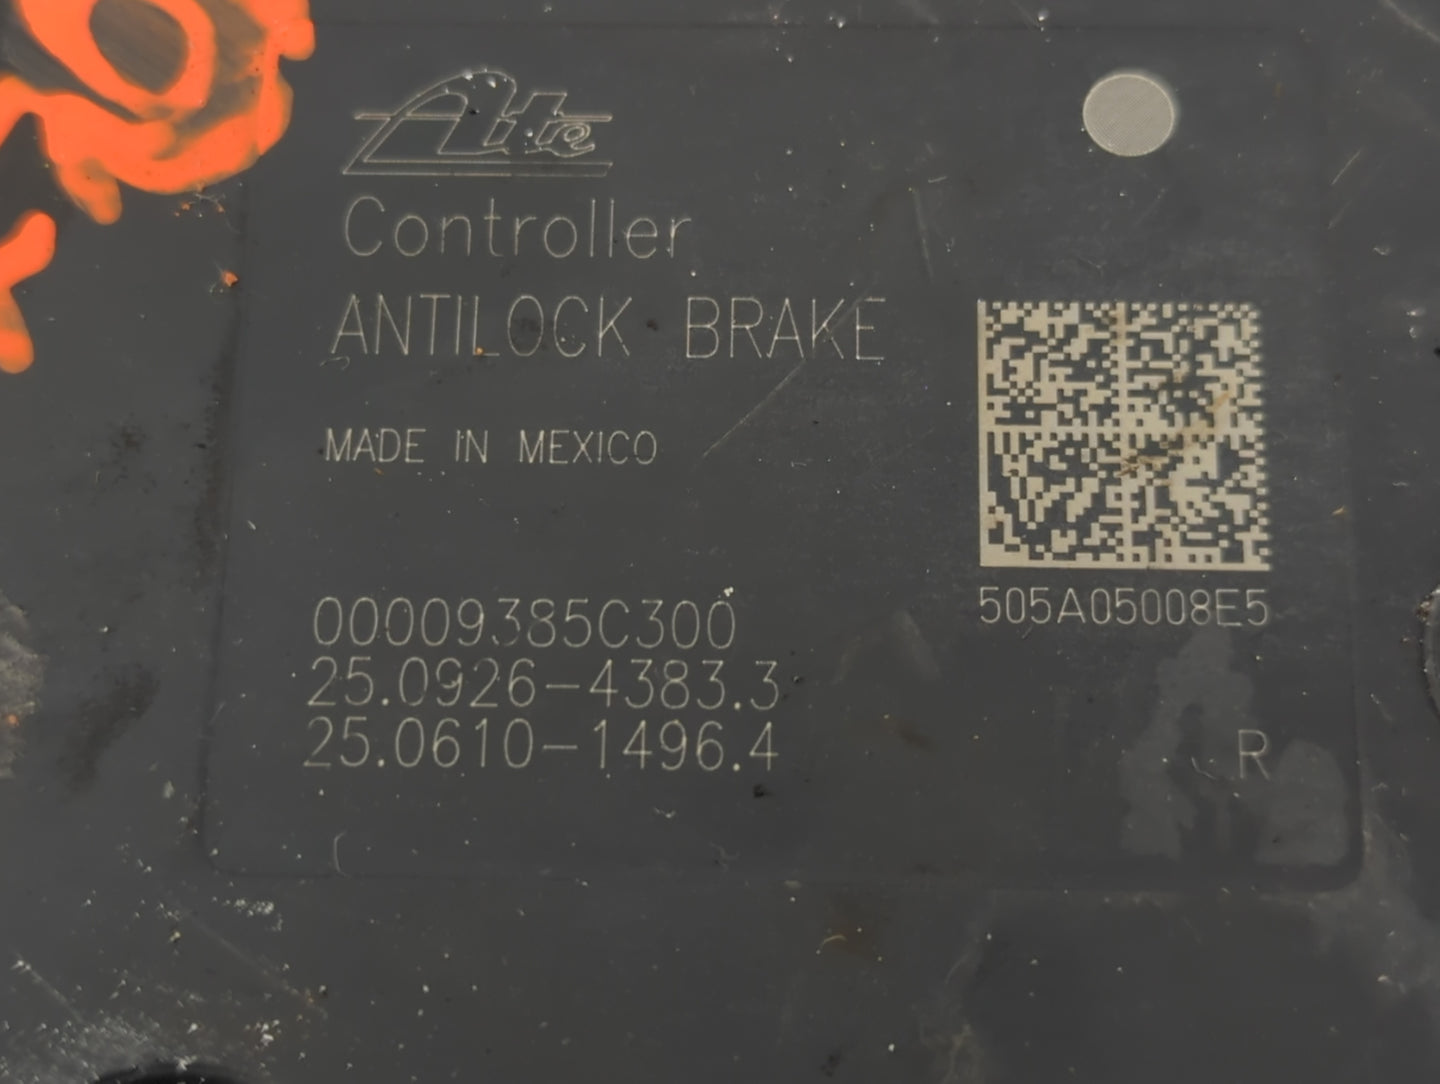 Ate
Controller
ANTILOCK BRAKE
MADE IN MEXICO
00009385C300
25.0926-4383.3
25.0610-1496.4
505A05008E5
R